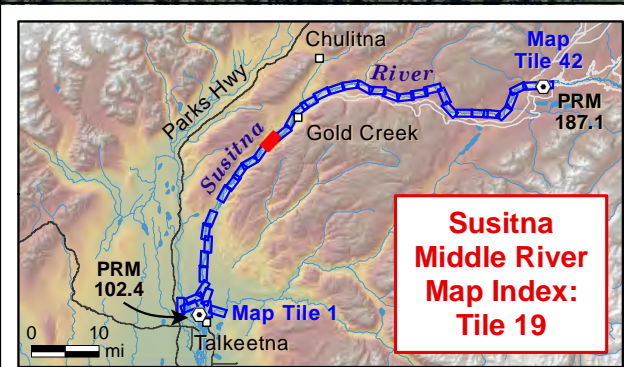 Chulitna
Map
Tile 42
River
Parks Hwy
PRM
187.1
Gold Creek
Susitna
PRM
102.4
Map Tile 1
Talkeetna
0 10
mi
Susitna
Middle River
Map Index:
Tile 19